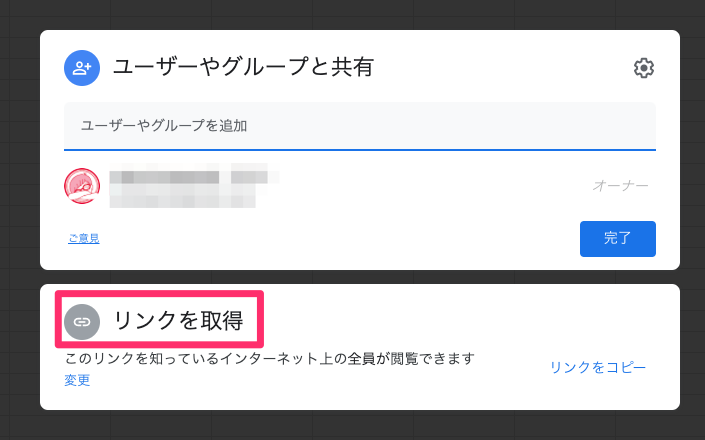 ユーザーやグループと共有
ユーザーやグループを追加
オーナー
ご意見
完了
リンクを取得
このリンクを知っているインターネット上の全員が閲覧できます
変更
リンクをコピー